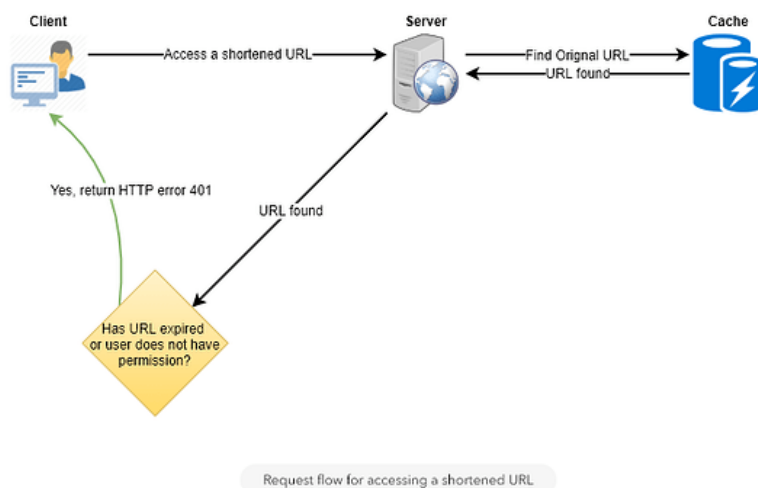 Client
Server
Cache
Access a shortened URL
Find Orignal URL
URL found
Yes, return HTTP error 401
URL found
Has URL expired
or user does not have
permission?
Request flow for accessing a shortened URL